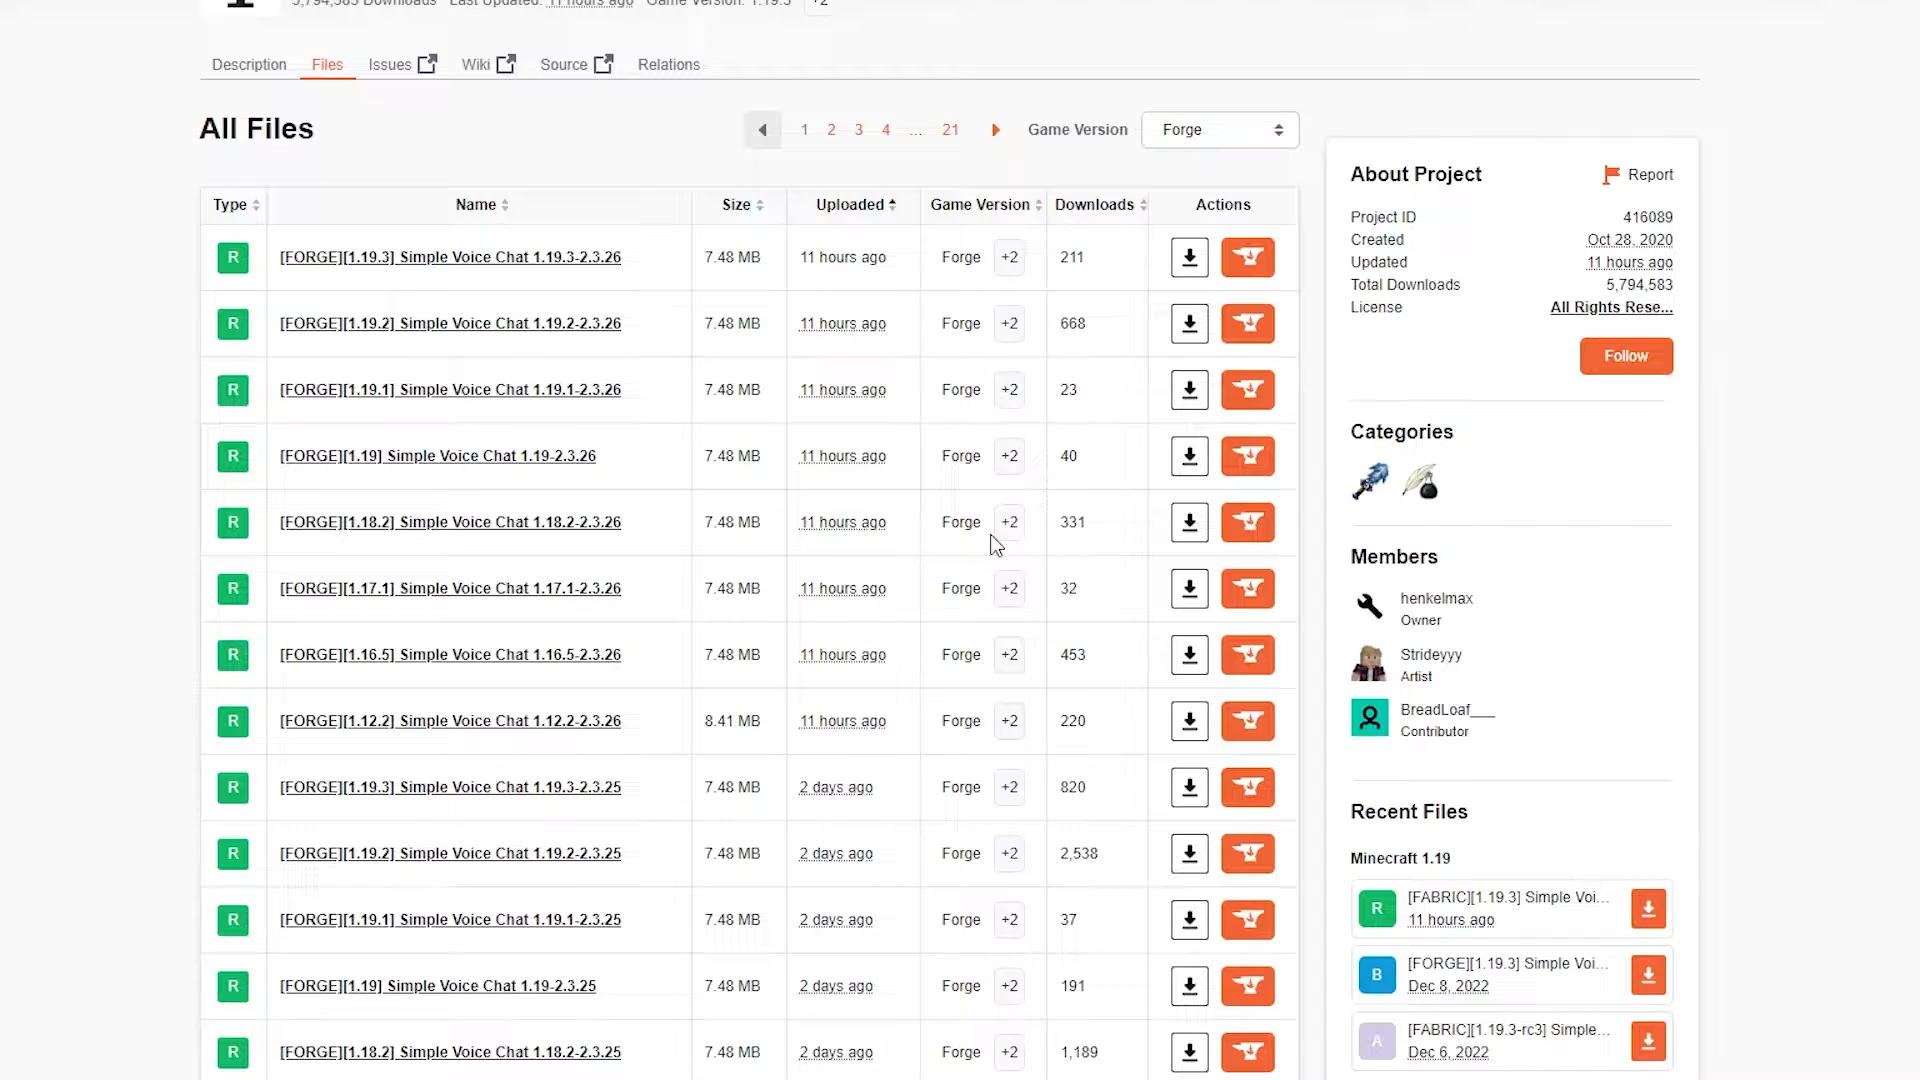 5,794,583 Downloads Last Updated: 11 hours ago Game Version: 1.19.3 +2
Description Files Issues Wiki Source Relations
All Files
1 2 3 4 ... 21 Game Version Forge
Type Name Size Uploaded Game Version Downloads Actions
R [FORGE][1.19.3] Simple Voice Chat 1.19.3-2.3.26 7.48 MB 11 hours ago Forge +2 211
R [FORGE][1.19.2] Simple Voice Chat 1.19.2-2.3.26 7.48 MB 11 hours ago Forge +2 668
R [FORGE][1.19.1] Simple Voice Chat 1.19.1-2.3.26 7.48 MB 11 hours ago Forge +2 23
R [FORGE][1.19] Simple Voice Chat 1.19-2.3.26 7.48 MB 11 hours ago Forge +2 40
R [FORGE][1.18.2] Simple Voice Chat 1.18.2-2.3.26 7.48 MB 11 hours ago Forge +2 331
R [FORGE][1.17.1] Simple Voice Chat 1.17.1-2.3.26 7.48 MB 11 hours ago Forge +2 32
R [FORGE][1.16.5] Simple Voice Chat 1.16.5-2.3.26 7.48 MB 11 hours ago Forge +2 453
R [FORGE][1.12.2] Simple Voice Chat 1.12.2-2.3.26 8.41 MB 11 hours ago Forge +2 220
R [FORGE][1.19.3] Simple Voice Chat 1.19.3-2.3.25 7.48 MB 2 days ago Forge +2 820
R [FORGE][1.19.2] Simple Voice Chat 1.19.2-2.3.25 7.48 MB 2 days ago Forge +2 2,538
R [FORGE][1.19.1] Simple Voice Chat 1.19.1-2.3.25 7.48 MB 2 days ago Forge +2 37
R [FORGE][1.19] Simple Voice Chat 1.19-2.3.25 7.48 MB 2 days ago Forge +2 191
R [FORGE][1.18.2] Simple Voice Chat 1.18.2-2.3.25 7.48 MB 2 days ago Forge +2 1,189
About Project Report
Project ID 416089
Created Oct 28, 2020
Updated 11 hours ago
Total Downloads 5,794,583
License All Rights Rese...
Follow
Categories
Members
henkelmax
Owner
Strideyyy
Artist
BreadLoaf___
Contributor
Recent Files
Minecraft 1.19
R [FABRIC][1.19.3] Simple Voi...
11 hours ago
B [FORGE][1.19.3] Simple Voi...
Dec 8, 2022
A [FABRIC][1.19.3-rc3] Simple...
Dec 6, 2022